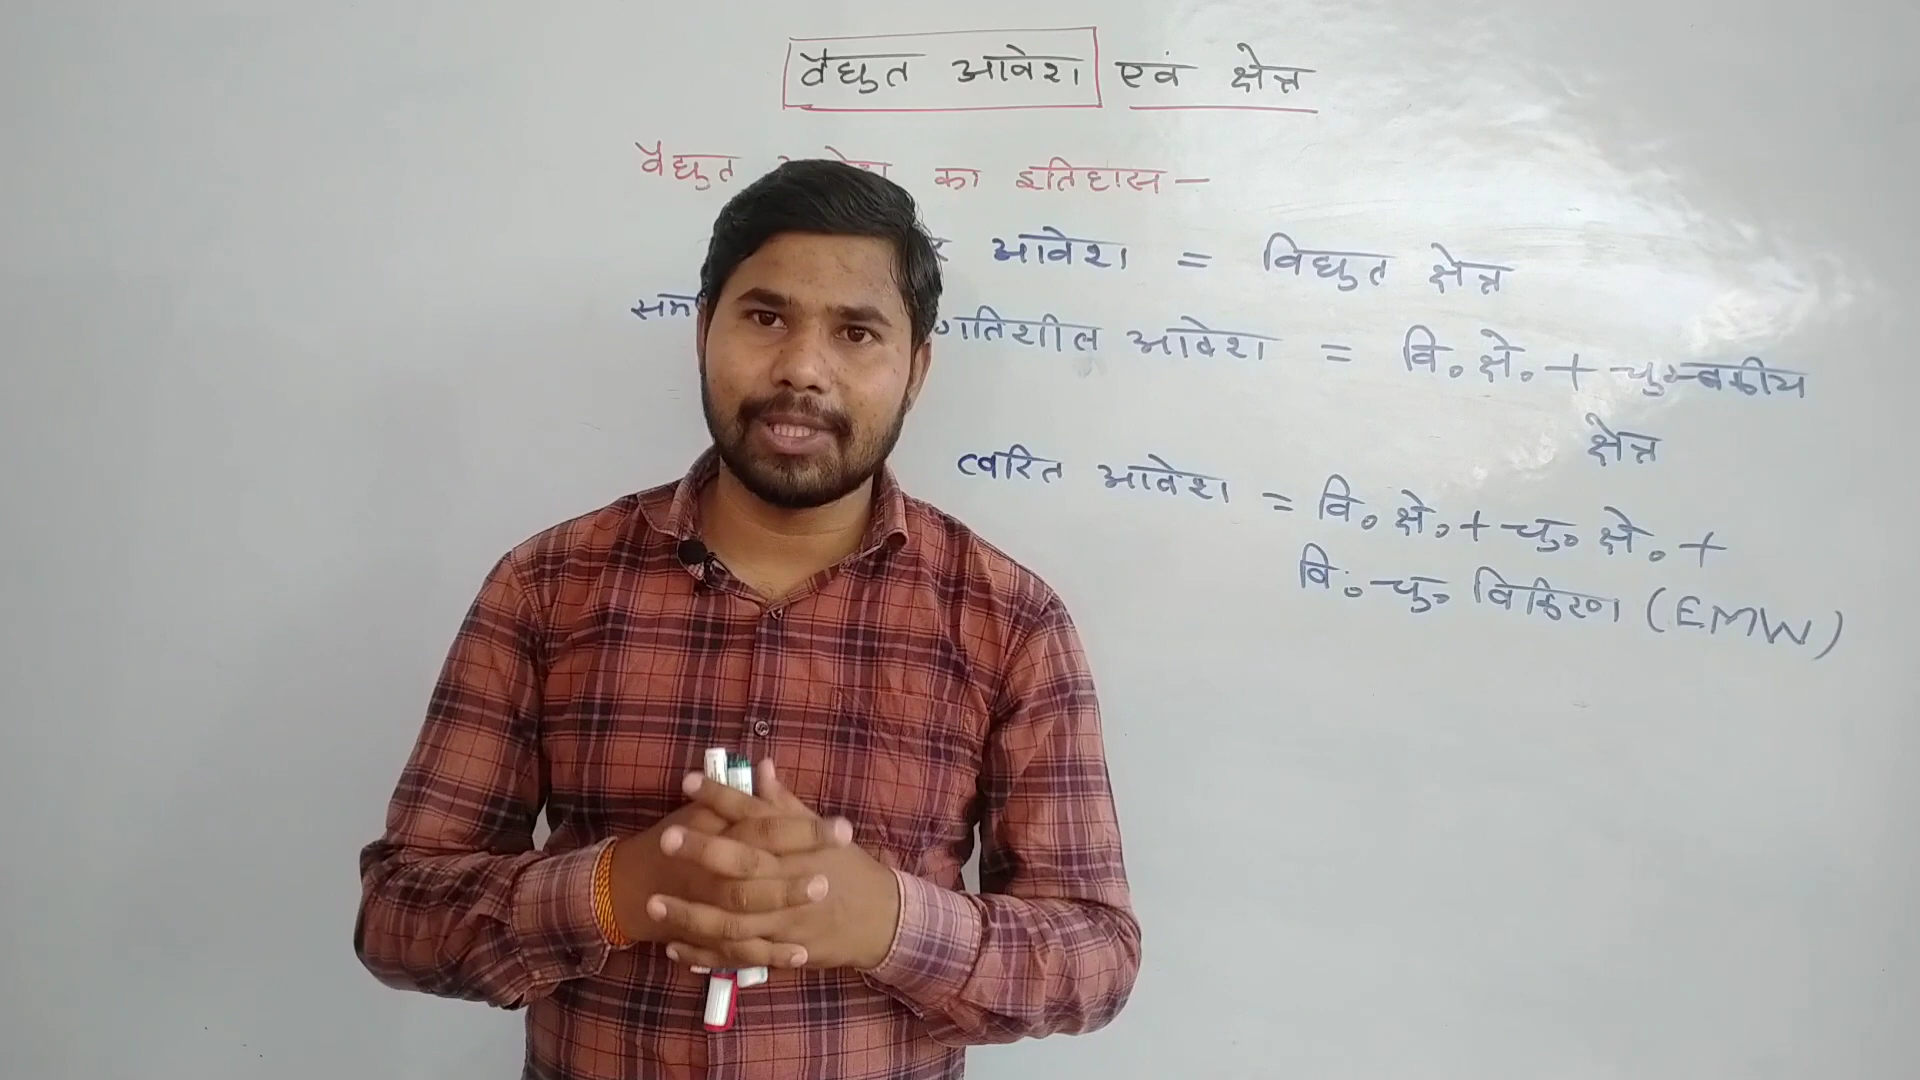 वैद्युत आवेश एवं क्षेत्र
वैद्युत का इतिहास –
आवेश = विद्युत क्षेत्र
गतिशील आवेश = वि॰ क्षे॰ + चुम्बकीय
क्षेत्र
त्वरित आवेश = वि॰ क्षे॰ + चु॰ क्षे॰ +
वि॰ चु॰ विकिरण (EMW)